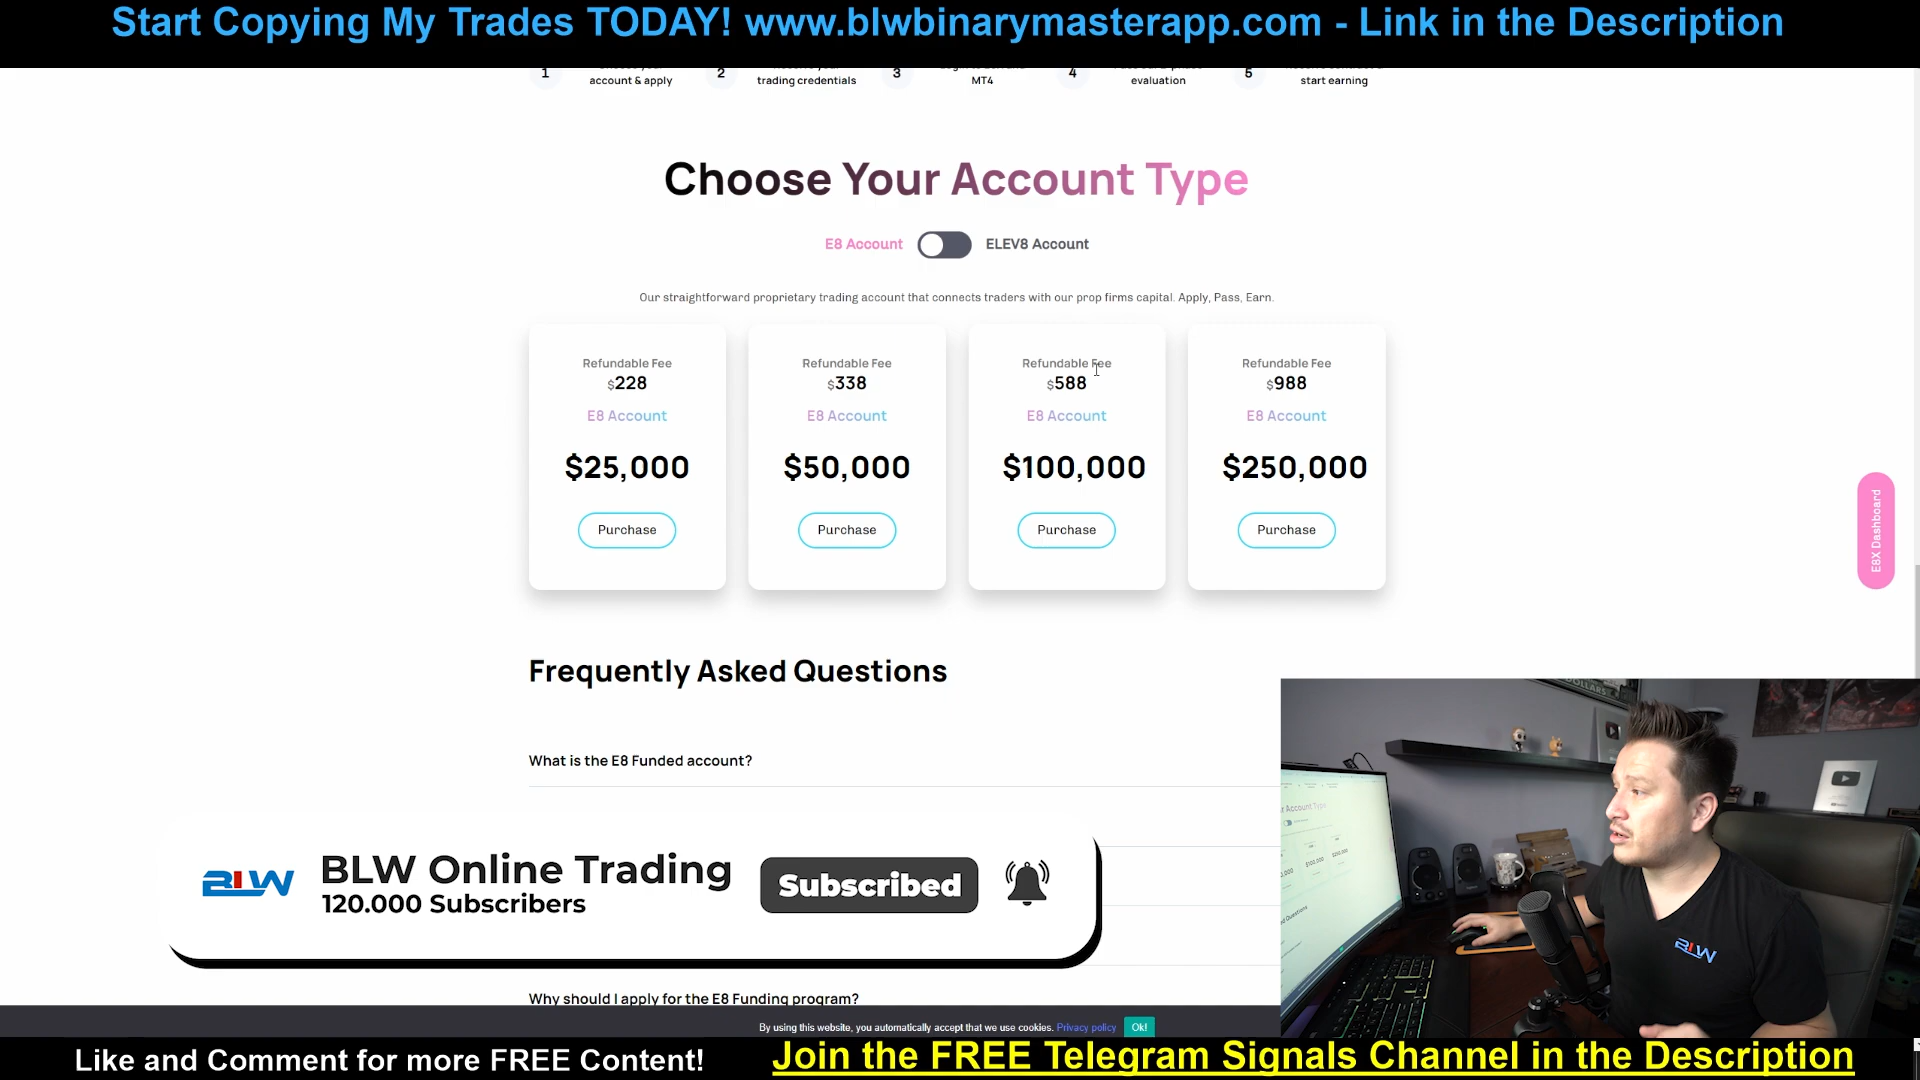 Start Copying My Trades TODAY! www.blwbinarymasterapp.com - Link in the Description
1
account & apply
2
trading credentials
3
MT4
4
evaluation
5
start earning
Choose Your Account Type
E8 Account
ELEV8 Account
Our straightforward proprietary trading account that connects traders with our prop firms capital. Apply, Pass, Earn.
Refundable Fee
$228
E8 Account
$25,000
Purchase
Refundable Fee
$338
E8 Account
$50,000
Purchase
Refundable Fee
$588
E8 Account
$100,000
Purchase
Refundable Fee
$988
E8 Account
$250,000
Purchase
E8X Dashboard
Frequently Asked Questions
What is the E8 Funded account?
BLW
BLW Online Trading
120.000 Subscribers
Subscribed
BLW
Why should I apply for the E8 Funding program?
By using this website, you automatically accept that we use cookies. Privacy policy
Ok!
Like and Comment for more FREE Content!
Join the FREE Telegram Signals Channel in the Description